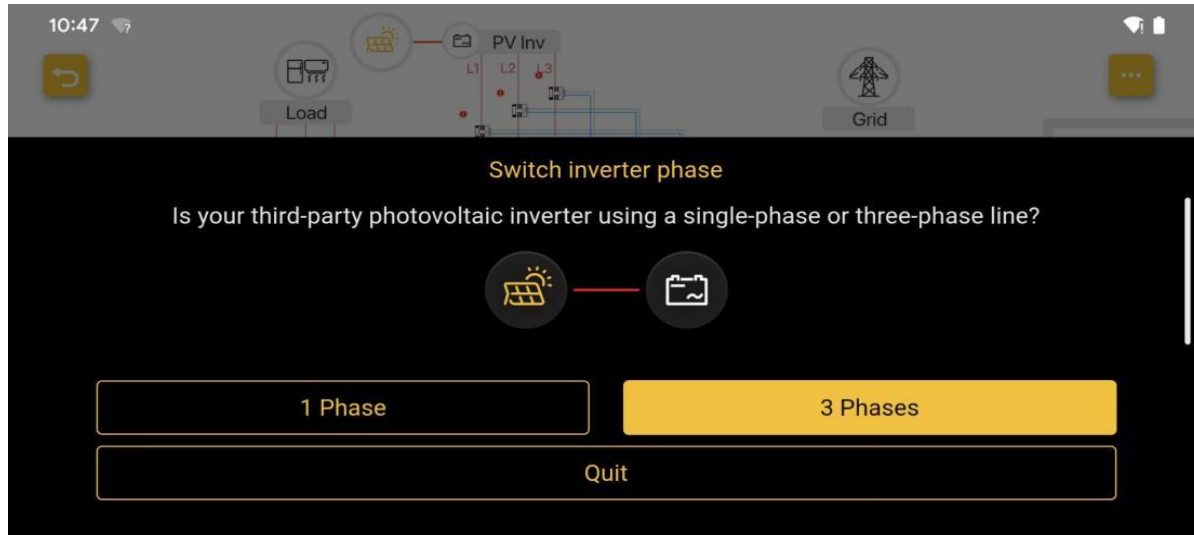 10:47
PV Inv
L1 L2 L3
Load
Grid
Switch inverter phase
Is your third-party photovoltaic inverter using a single-phase or three-phase line?
1 Phase
3 Phases
Quit